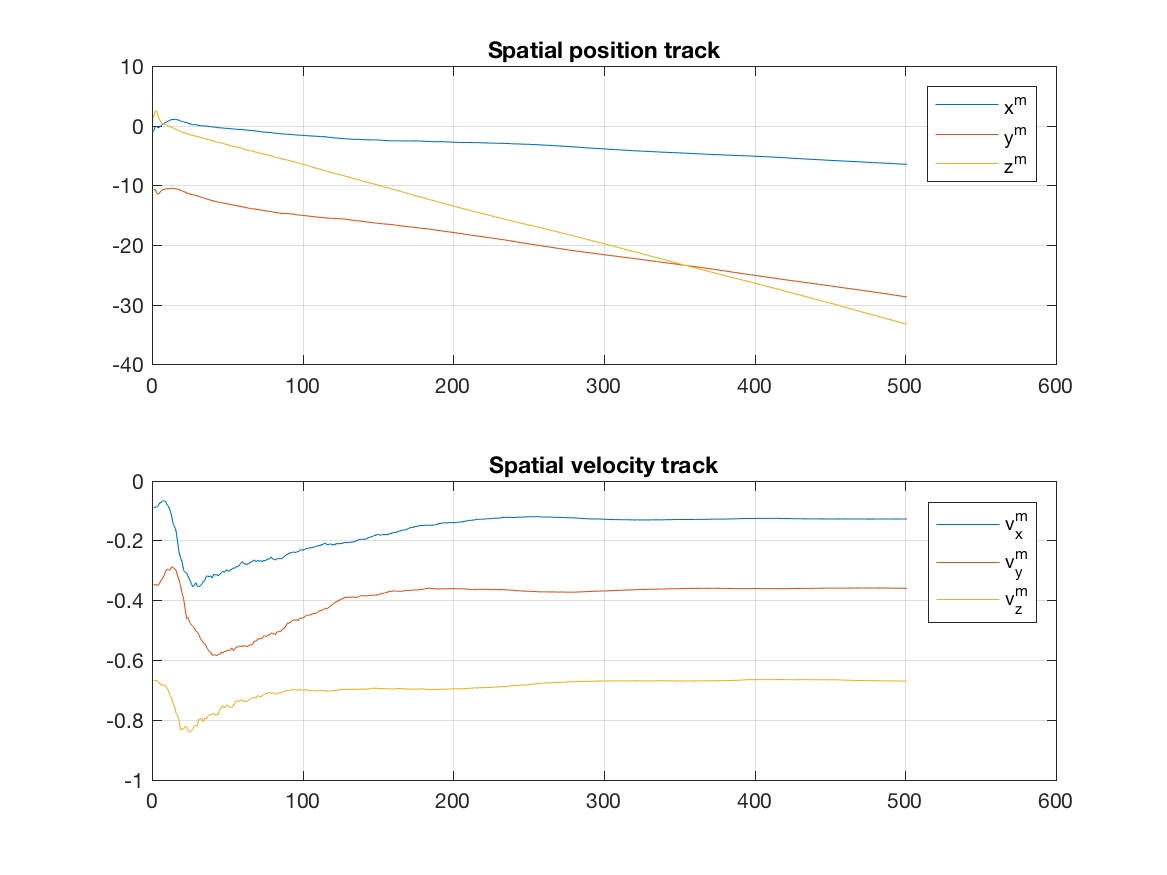 Spatial position track
10
0
-10
-20
-30
-40
0 100 200 300 400 500 600
x^m
y^m
z^m
Spatial velocity track
0
-0.2
-0.4
-0.6
-0.8
-1
0 100 200 300 400 500 600
v_x^m
v_y^m
v_z^m